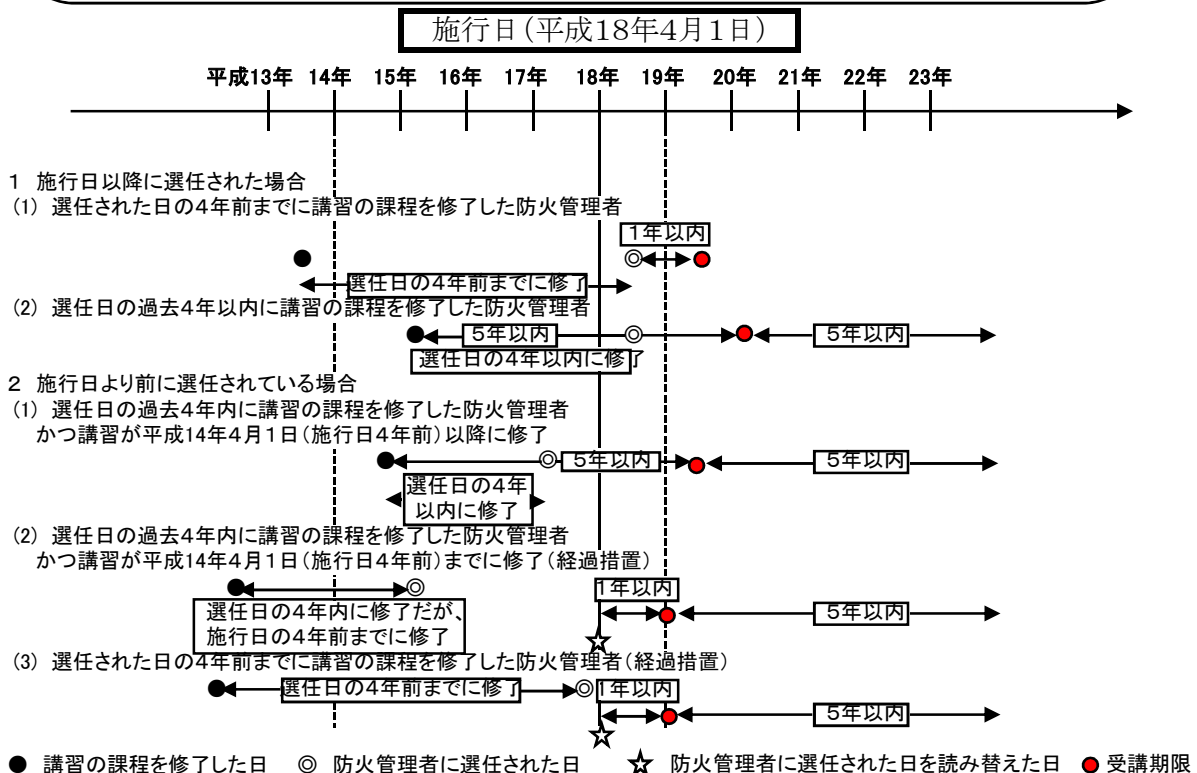 施行日(平成18年4月1日)
平成13年 14年 15年 16年 17年 18年 19年 20年 21年 22年 23年
1 施行日以降に選任された場合
(1) 選任された日の4年前までに講習の課程を修了した防火管理者
1年以内
選任日の4年前までに修了
(2) 選任日の過去4年以内に講習の課程を修了した防火管理者
5年以内 5年以内
選任日の4年以内に修了
2 施行日より前に選任されている場合
(1) 選任日の過去4年内に講習の課程を修了した防火管理者
かつ講習が平成14年4月1日(施行日4年前)以降に修了
5年以内 5年以内
選任日の4年
以内に修了
(2) 選任日の過去4年内に講習の課程を修了した防火管理者
かつ講習が平成14年4月1日(施行日4年前)までに修了(経過措置)
1年以内
選任日の4年内に修了だが、 5年以内
施行日の4年前までに修了
(3) 選任された日の4年前までに講習の課程を修了した防火管理者(経過措置)
選任日の4年前までに修了 1年以内
5年以内
● 講習の課程を修了した日 ◎ 防火管理者に選任された日 ☆ 防火管理者に選任された日を読み替えた日 ● 受講期限